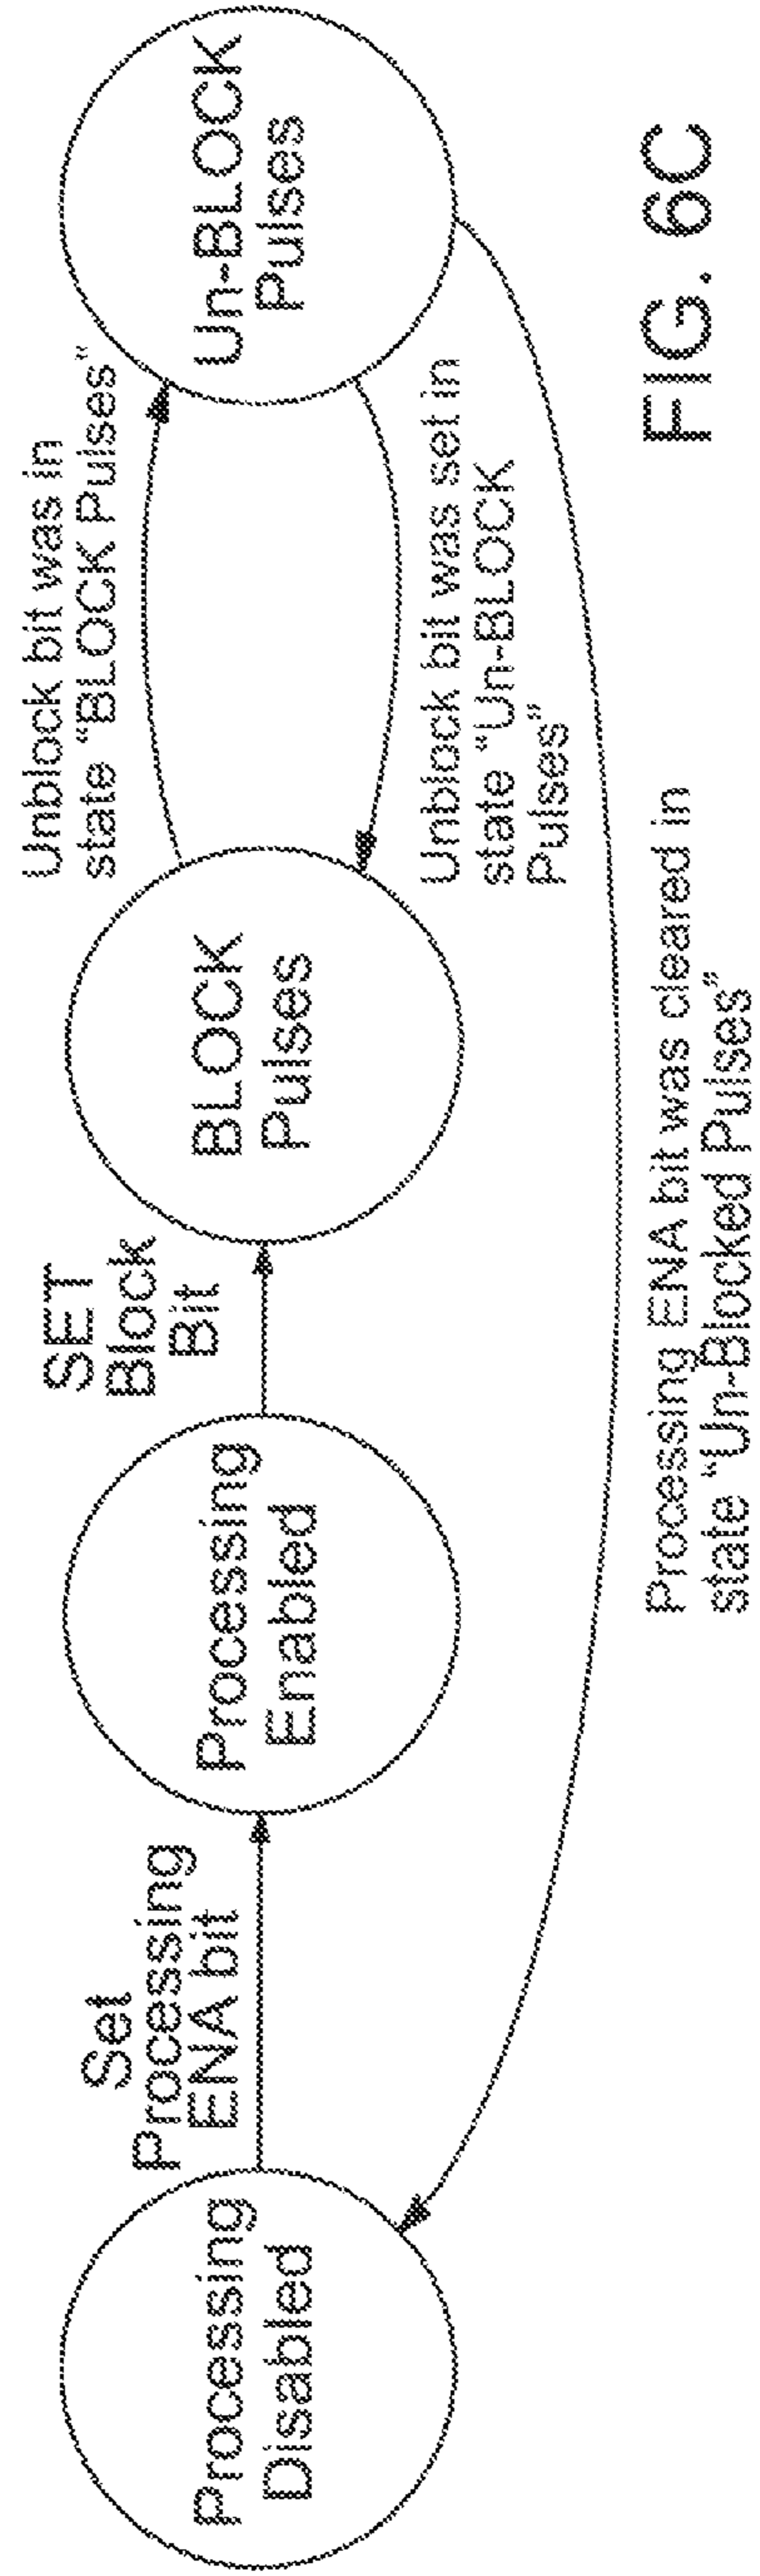 Processing
Disabled
Set
Processing
ENA bit
Processing
Enabled
SET
Block
Bit
BLOCK
Pulses
Unblock bit was in
state "BLOCK Pulses"
Unblock bit was set in
state "Un-BLOCK
Pulses"
Un-BLOCK
Pulses
Processing ENA bit was cleared in
state "Un-Blocked Pulses"
FIG. 6C